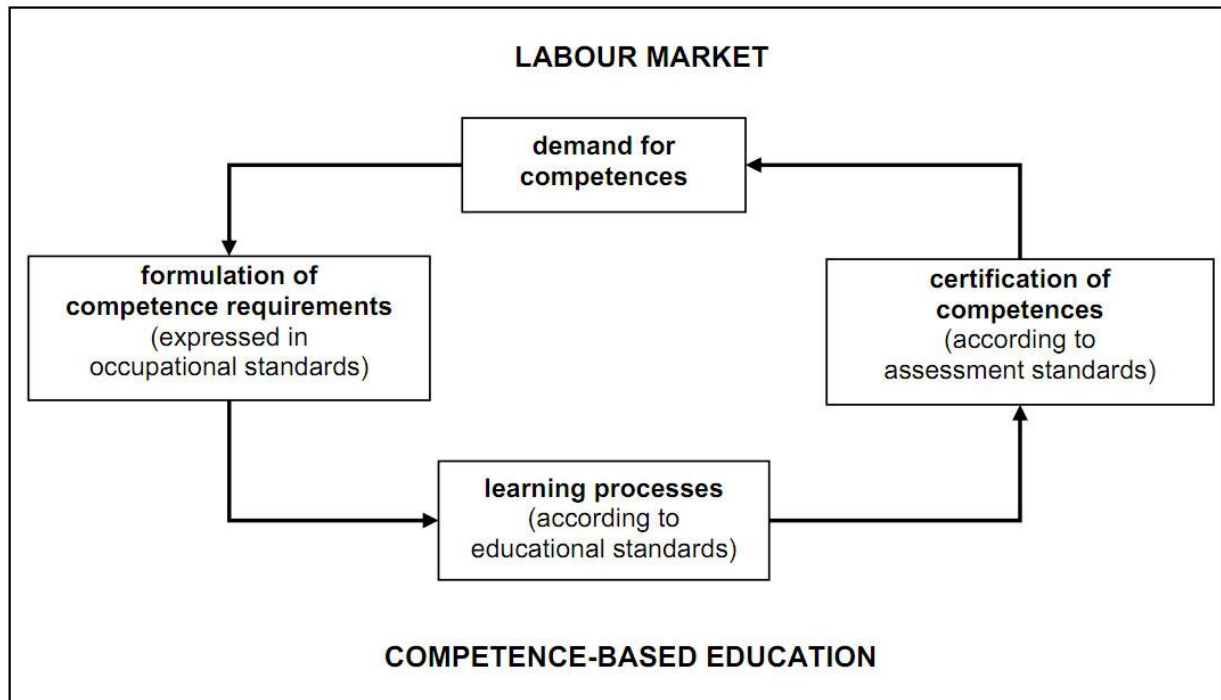 LABOUR MARKET
demand for
competences
formulation of
competence requirements
(expressed in
occupational standards)
certification of
competences
(according to
assessment standards)
learning processes
(according to
educational standards)
COMPETENCE-BASED EDUCATION